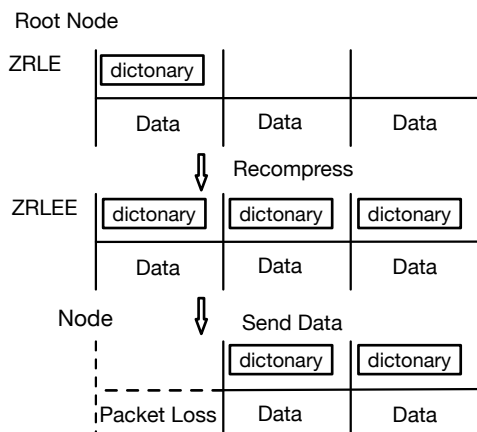 Root Node
ZRLE
dictonary
Data Data Data
Recompress
ZRLEE
dictonary dictonary dictonary
Data Data Data
Node
Send Data
dictonary dictonary
Packet Loss Data Data